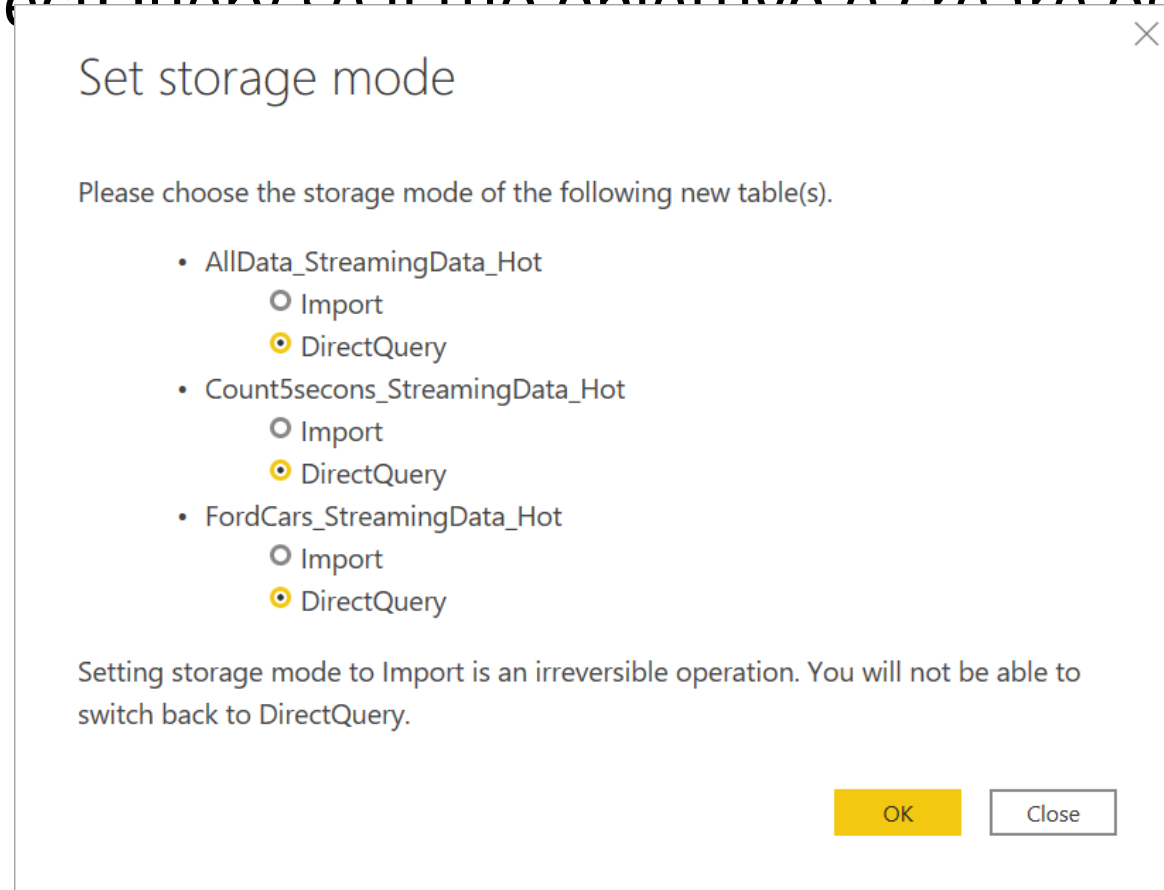 Set storage mode
Please choose the storage mode of the following new table(s).
• AllData_StreamingData_Hot
Import
DirectQuery
• Count5secons_StreamingData_Hot
Import
DirectQuery
• FordCars_StreamingData_Hot
Import
DirectQuery
Setting storage mode to Import is an irreversible operation. You will not be able to
switch back to DirectQuery.
OK
Close